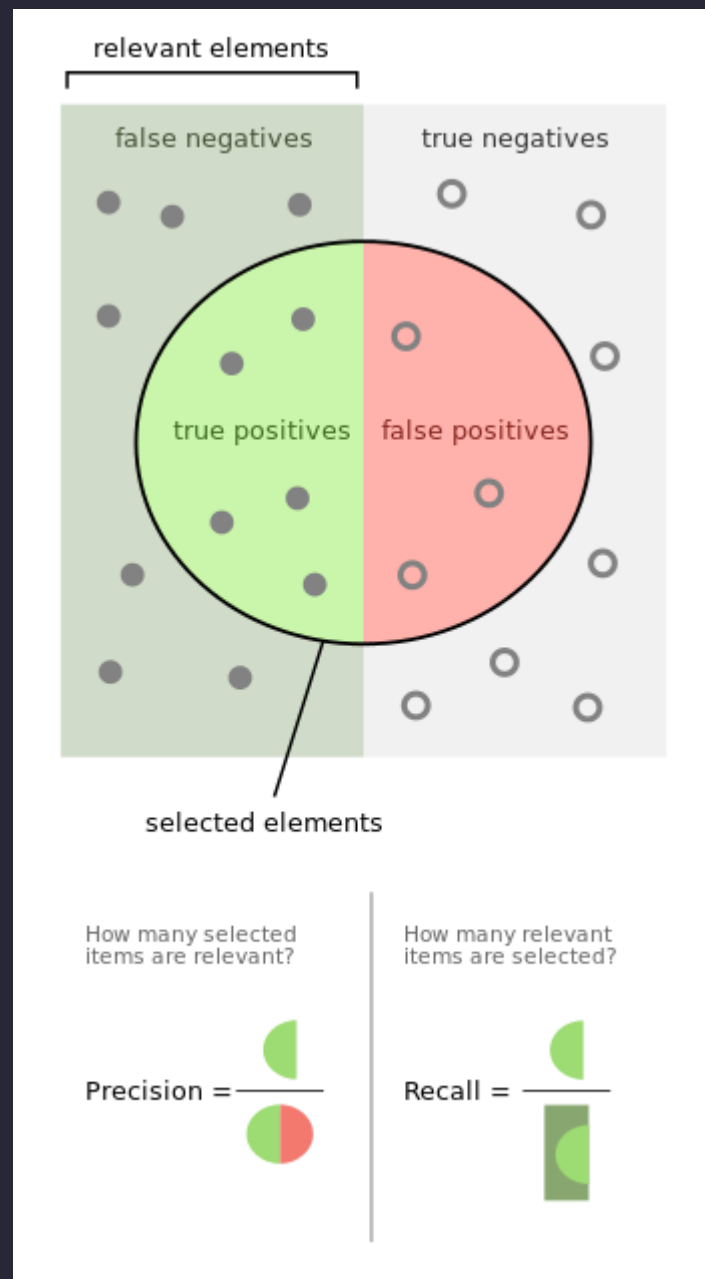 relevant elements
false negatives
true negatives
true positives
false positives
selected elements
How many selected
items are relevant?
Precision =
How many relevant
items are selected?
Recall =